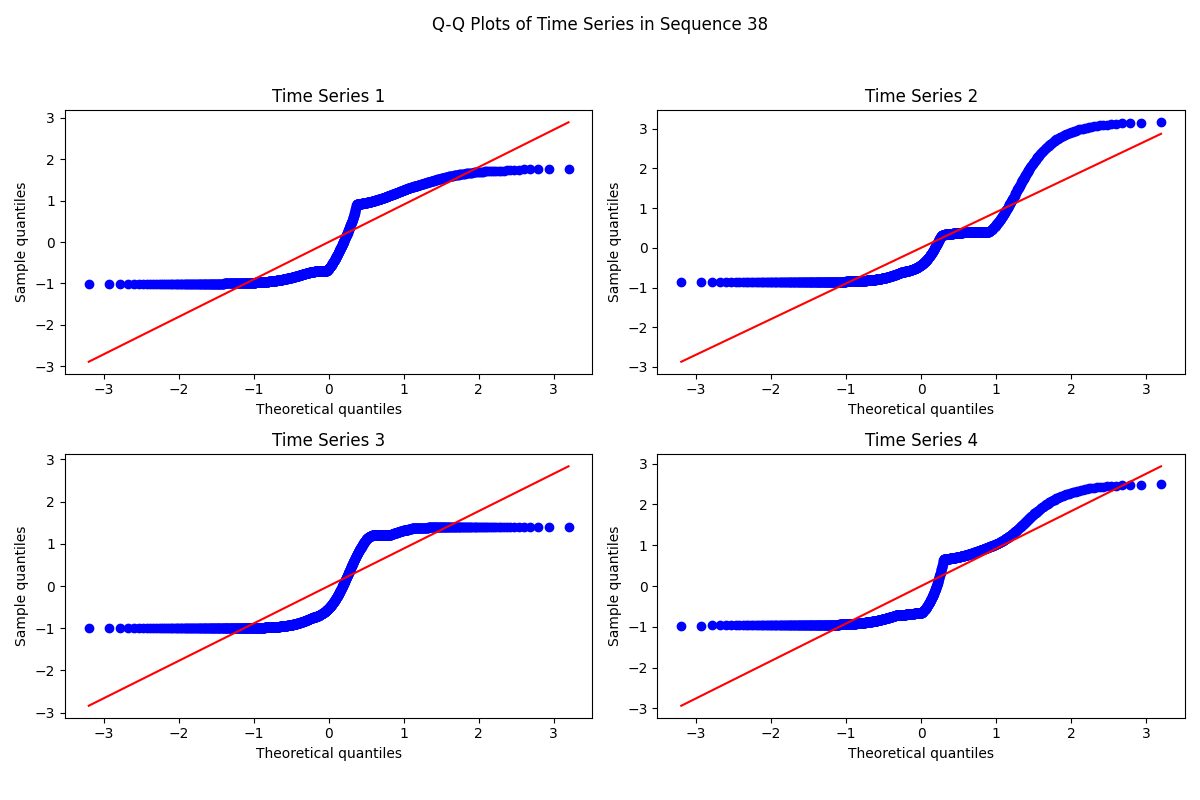 Q-Q Plots of Time Series in Sequence 38
Time Series 1
Sample quantiles
3
2
1
0
−1
−2
−3
−3 −2 −1 0 1 2 3
Theoretical quantiles
Time Series 2
Sample quantiles
3
2
1
0
−1
−2
−3
−3 −2 −1 0 1 2 3
Theoretical quantiles
Time Series 3
Sample quantiles
3
2
1
0
−1
−2
−3
−3 −2 −1 0 1 2 3
Theoretical quantiles
Time Series 4
Sample quantiles
3
2
1
0
−1
−2
−3
−3 −2 −1 0 1 2 3
Theoretical quantiles